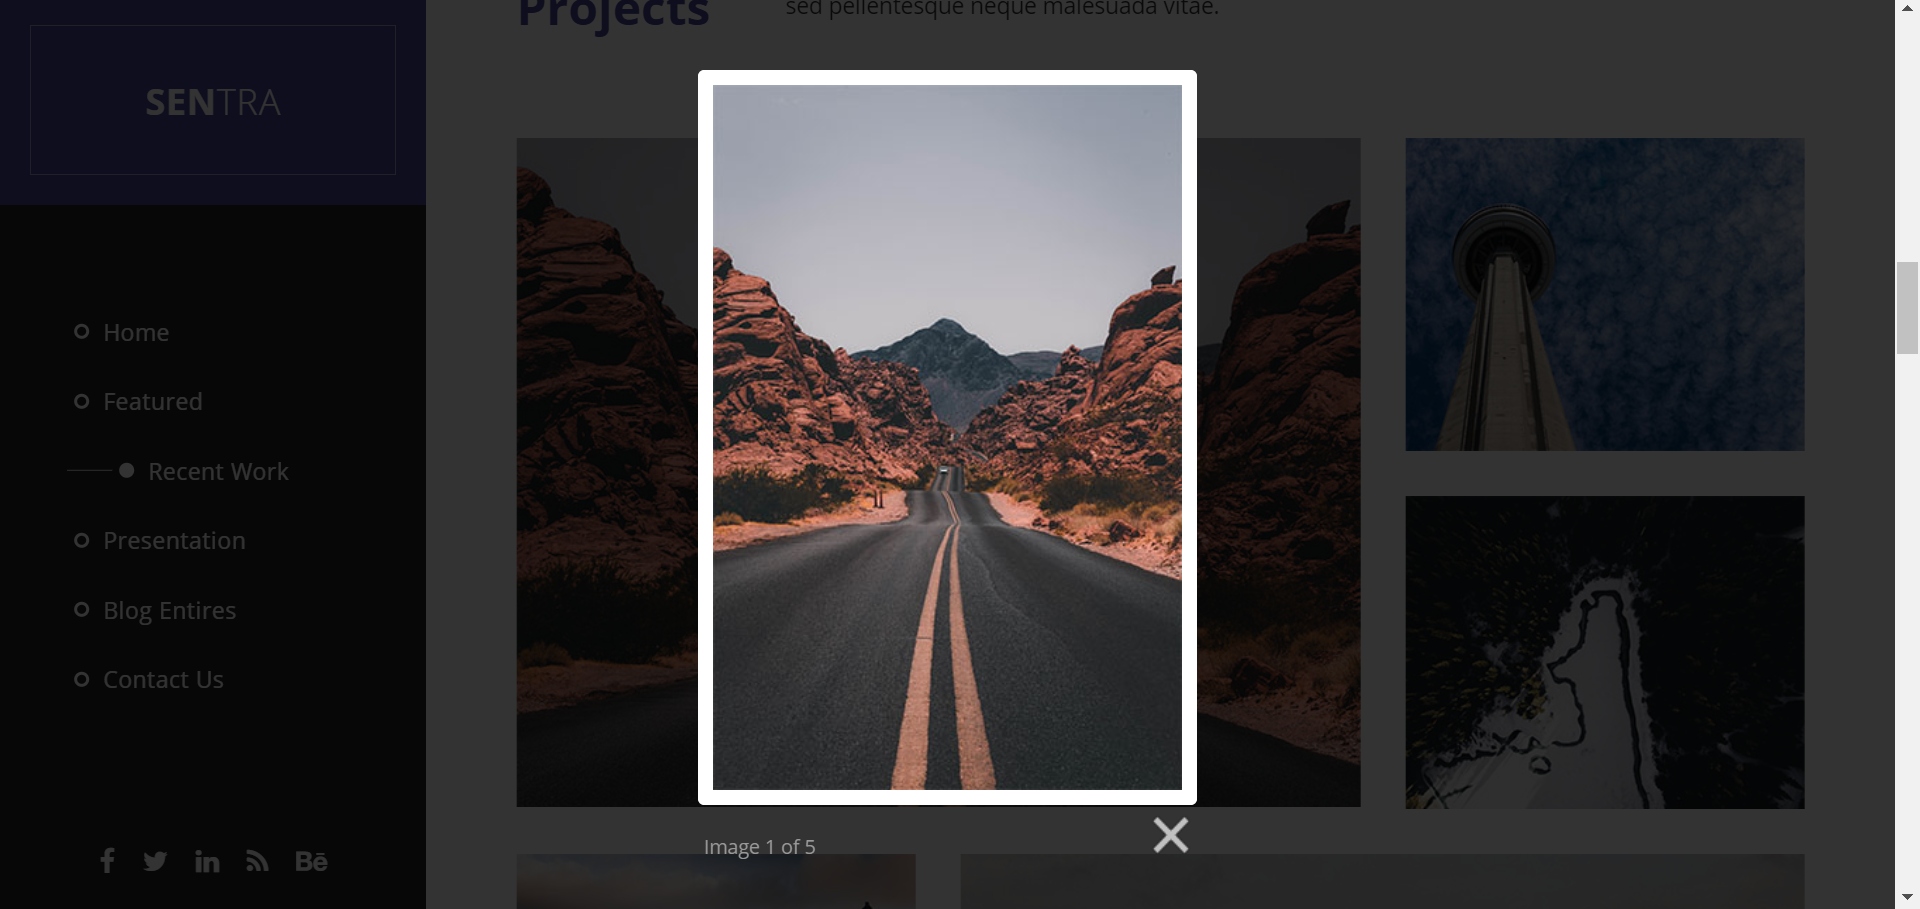 Projects
sed pellentesque neque malesuada vitae.
SENTRA
Home
Featured
Recent Work
Presentation
Blog Entires
Contact Us
Image 1 of 5
Bē